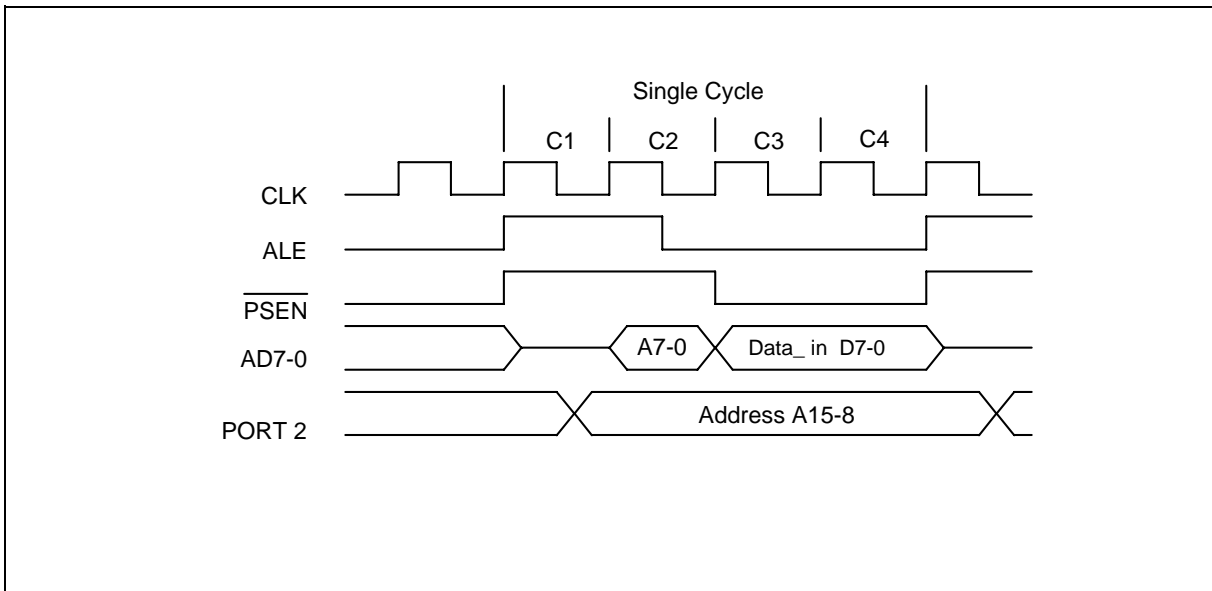 Single Cycle
C1 C2 C3 C4
CLK
ALE
PSEN
AD7-0 A7-0 Data_ in D7-0
PORT 2 Address A15-8